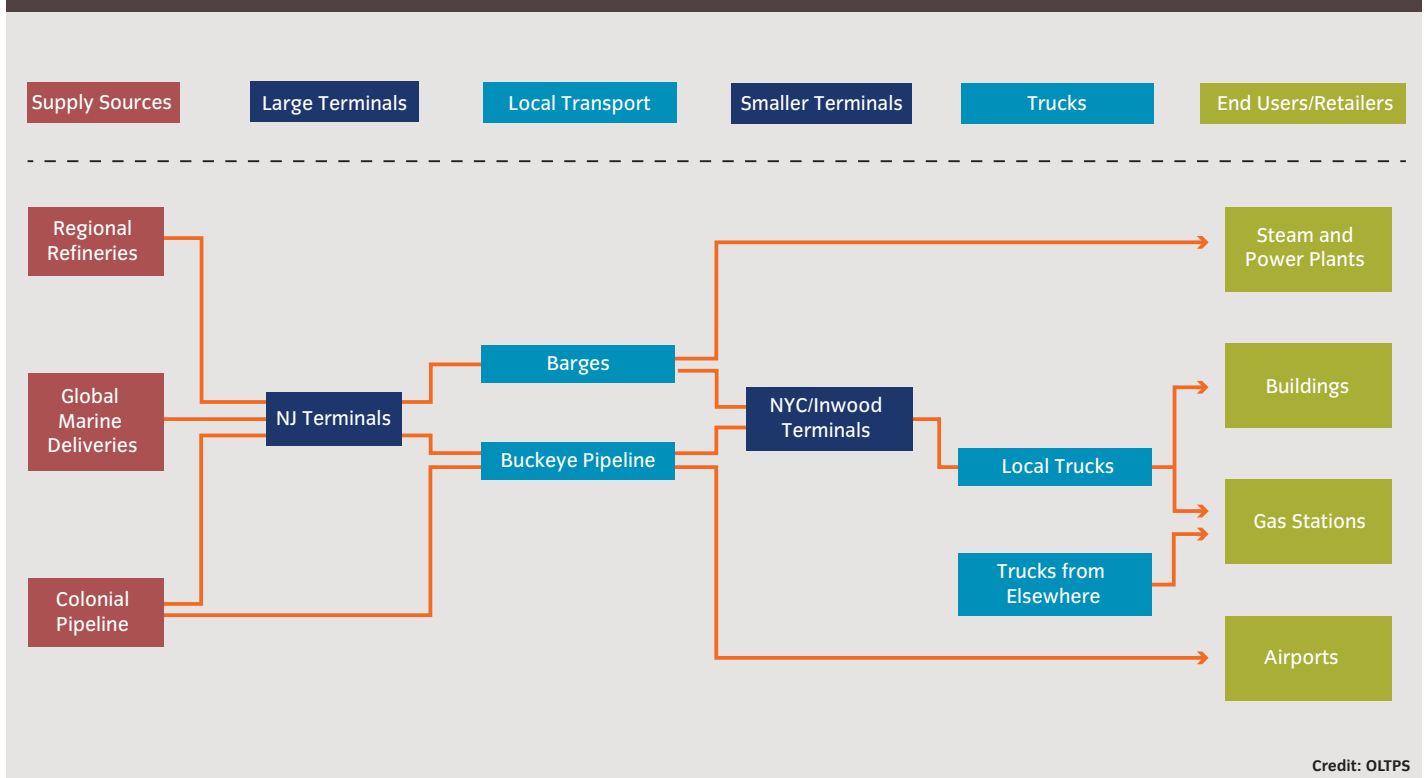 Supply Sources
Large Terminals
Local Transport
Smaller Terminals
Trucks
End Users/Retailers
Regional
Refineries
Global
Marine
Deliveries
Colonial
Pipeline
NJ Terminals
Barges
Buckeye Pipeline
NYC/Inwood
Terminals
Local Trucks
Trucks from
Elsewhere
Steam and
Power Plants
Buildings
Gas Stations
Airports
Credit: OLTPS